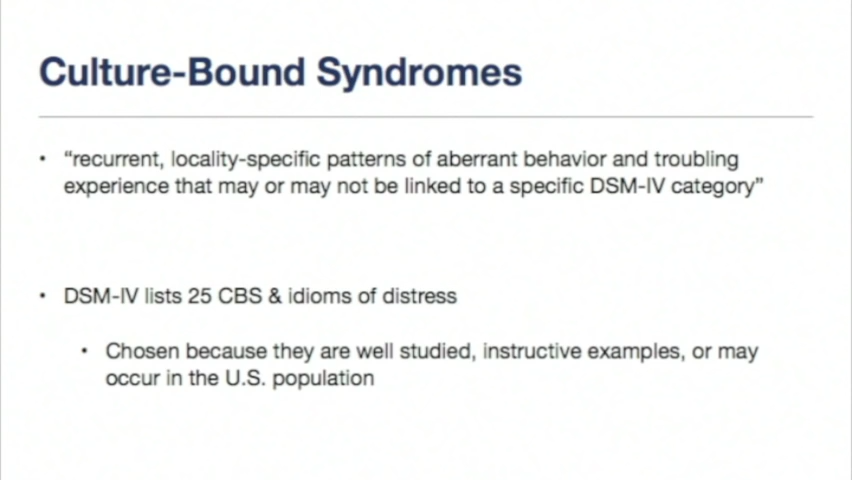 Culture-Bound Syndromes
• “recurrent, locality-specific patterns of aberrant behavior and troubling
experience that may or may not be linked to a specific DSM-IV category”
• DSM-IV lists 25 CBS & idioms of distress
• Chosen because they are well studied, instructive examples, or may
occur in the U.S. population